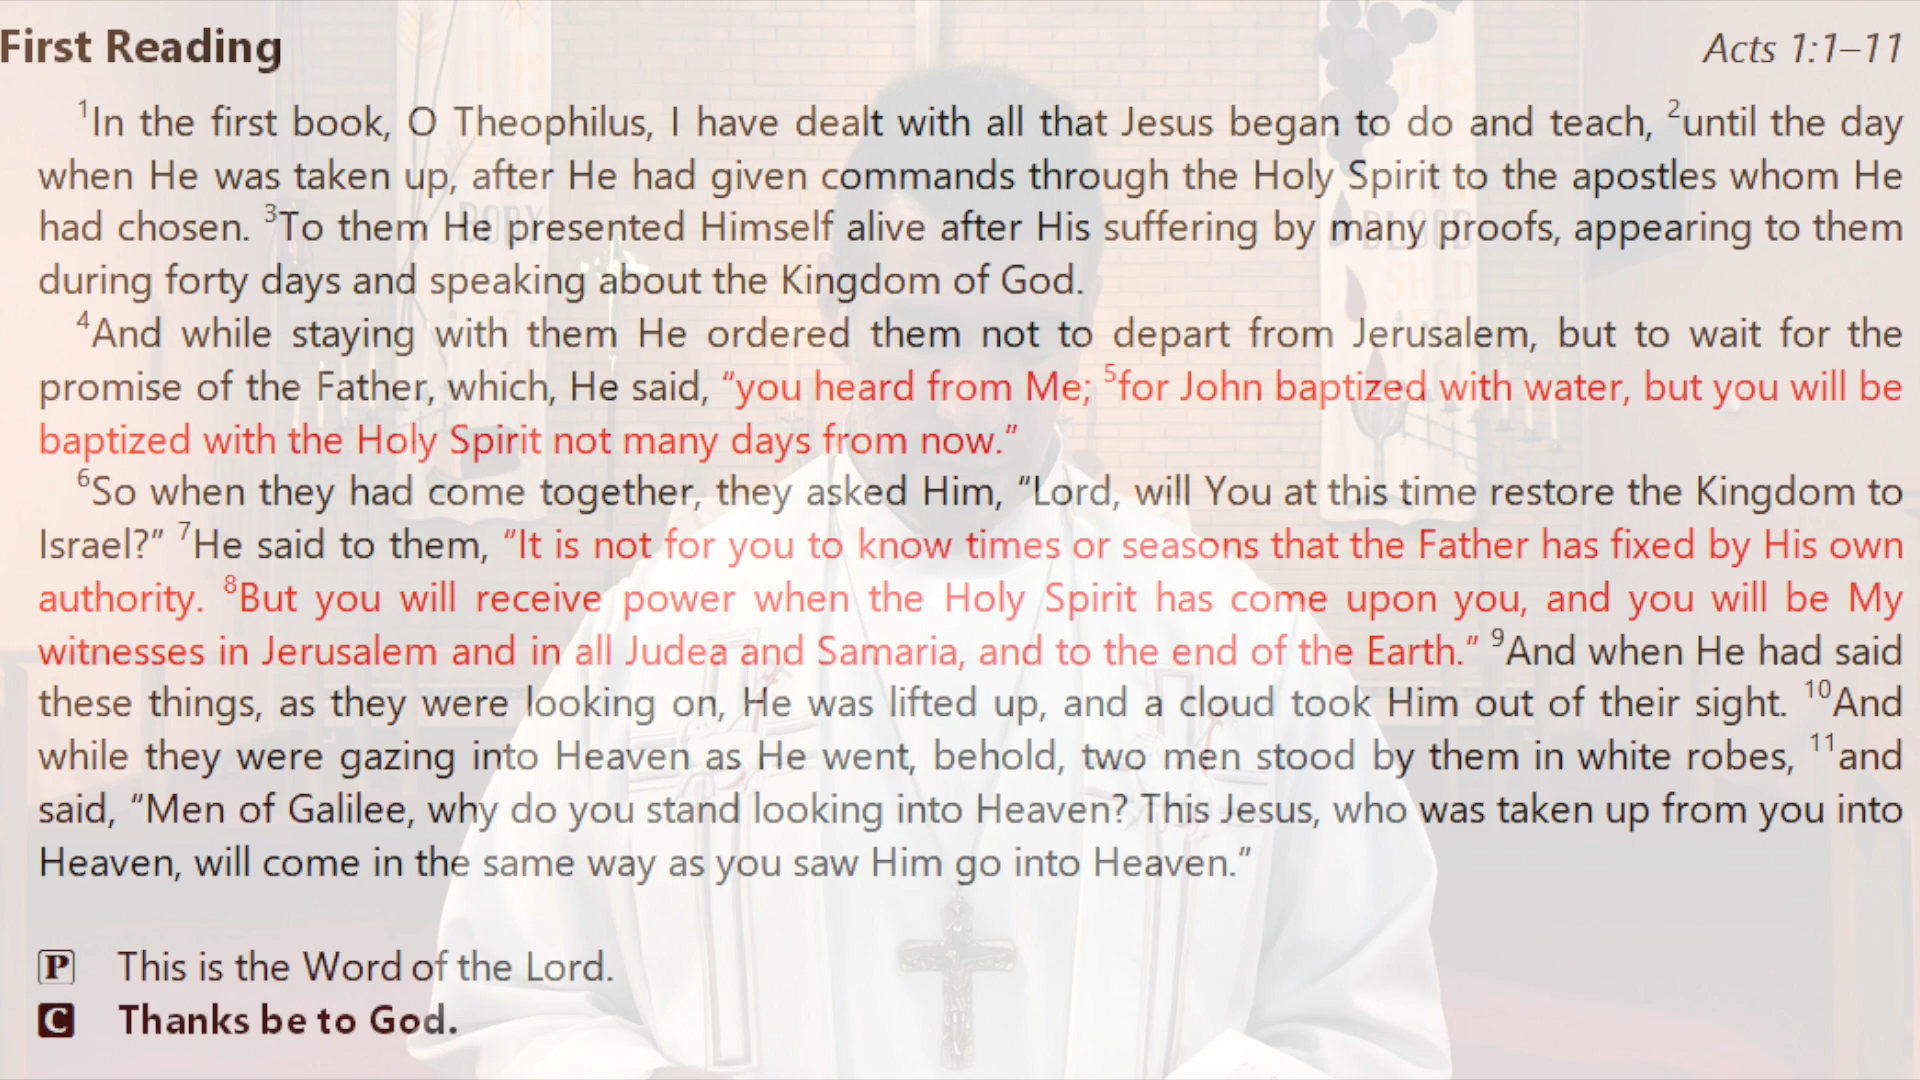 First Reading
Acts 1:1–11
1In the first book, O Theophilus, I have dealt with all that Jesus began to do and teach, 2until the day
when He was taken up, after He had given commands through the Holy Spirit to the apostles whom He
had chosen. 3To them He presented Himself alive after His suffering by many proofs, appearing to them
during forty days and speaking about the Kingdom of God.
4And while staying with them He ordered them not to depart from Jerusalem, but to wait for the
promise of the Father, which, He said, “you heard from Me; 5for John baptized with water, but you will be
baptized with the Holy Spirit not many days from now.”
6So when they had come together, they asked Him, “Lord, will You at this time restore the Kingdom to
Israel?” 7He said to them, “It is not for you to know times or seasons that the Father has fixed by His own
authority. 8But you will receive power when the Holy Spirit has come upon you, and you will be My
witnesses in Jerusalem and in all Judea and Samaria, and to the end of the Earth.” 9And when He had said
these things, as they were looking on, He was lifted up, and a cloud took Him out of their sight. 10And
while they were gazing into Heaven as He went, behold, two men stood by them in white robes, 11and
said, “Men of Galilee, why do you stand looking into Heaven? This Jesus, who was taken up from you into
Heaven, will come in the same way as you saw Him go into Heaven.”
P This is the Word of the Lord.
C Thanks be to God.
BODY
BLOOD
SHED